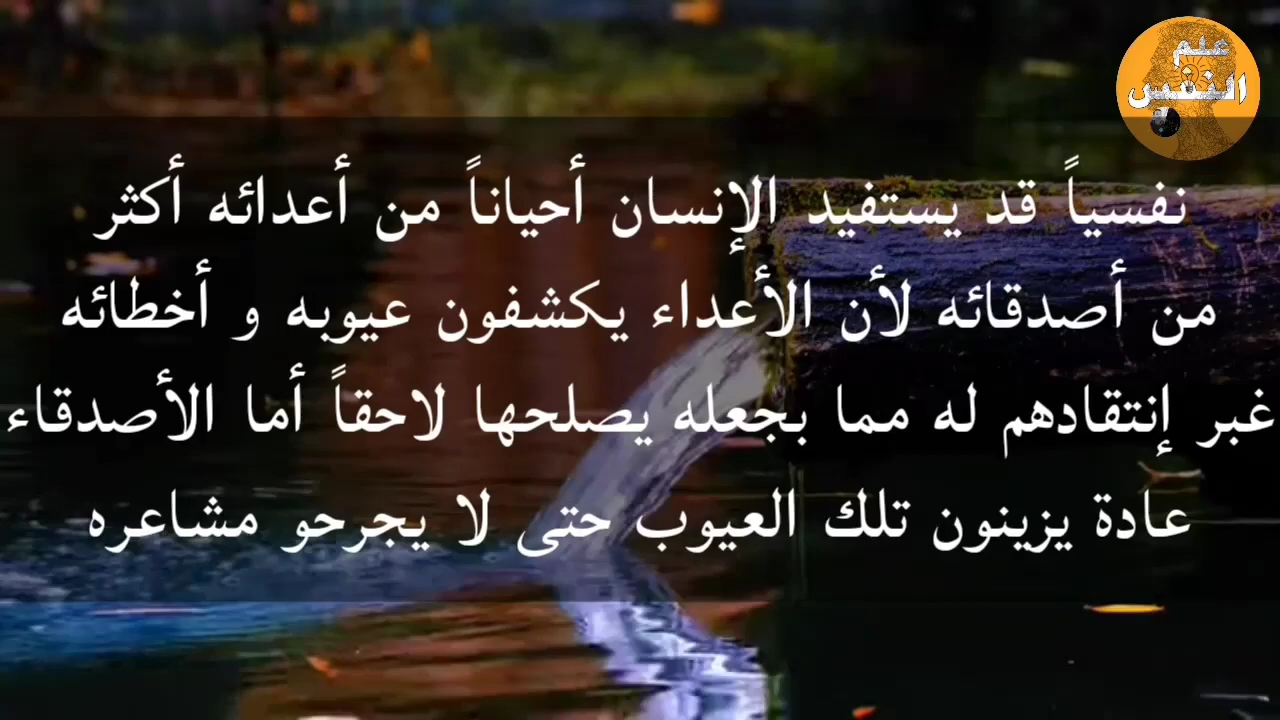 علم
النفس
نفسياً قد يستفيد الإنسان أحياناً من أعدائه أكثر
من أصدقائه لأن الأعداء يكشفون عيوبه و أخطائه
غبر إنتقادهم له مما بجعله يصلحها لاحقاً أما الأصدقاء
عادة يزينون تلك العيوب حتى لا يجرحو مشاعره